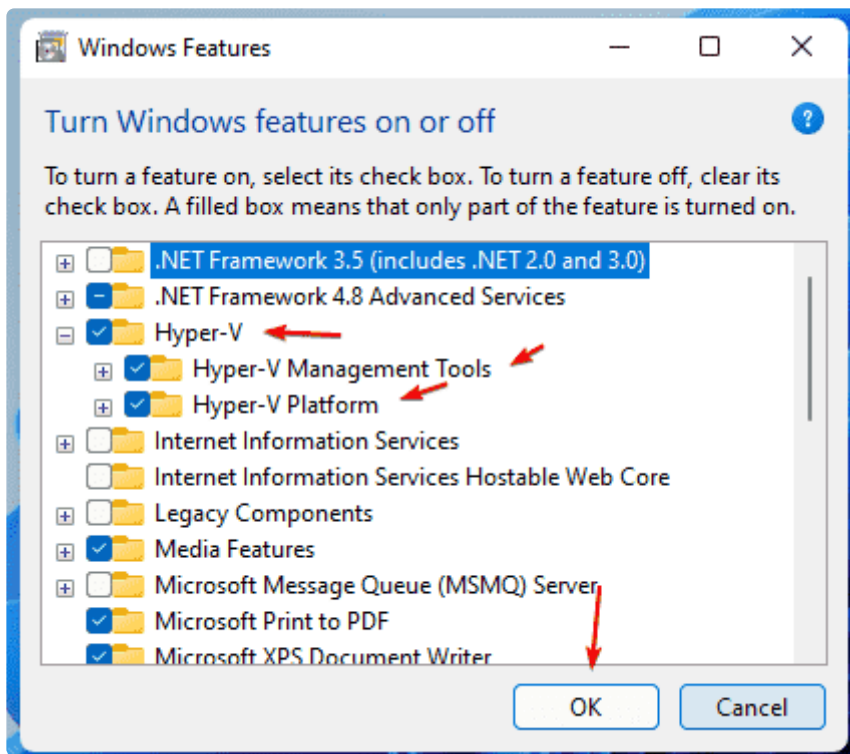 Windows Features
Turn Windows features on or off
To turn a feature on, select its check box. To turn a feature off, clear its
check box. A filled box means that only part of the feature is turned on.
.NET Framework 3.5 (includes .NET 2.0 and 3.0)
.NET Framework 4.8 Advanced Services
Hyper-V
Hyper-V Management Tools
Hyper-V Platform
Internet Information Services
Internet Information Services Hostable Web Core
Legacy Components
Media Features
Microsoft Message Queue (MSMQ) Server
Microsoft Print to PDF
Microsoft XPS Document Writer
OK Cancel